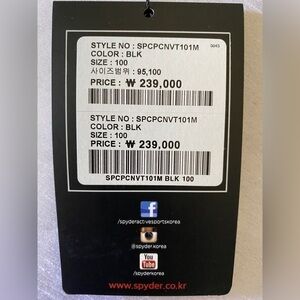 STYLE NO : SPCPCNVT101M
0043
COLOR : BLK
SIZE : 100
사이즈범위 : 95,100
PRICE : ₩ 239,000
STYLE NO : SPCPCNVT101M
COLOR : BLK
SIZE : 100
PRICE : ₩ 239,000
SPCPCNVT101M BLK 100
f
/spyderactivesportskorea
@spyder.korea
You
Tube
/spyderkorea
www.spyder.co.kr